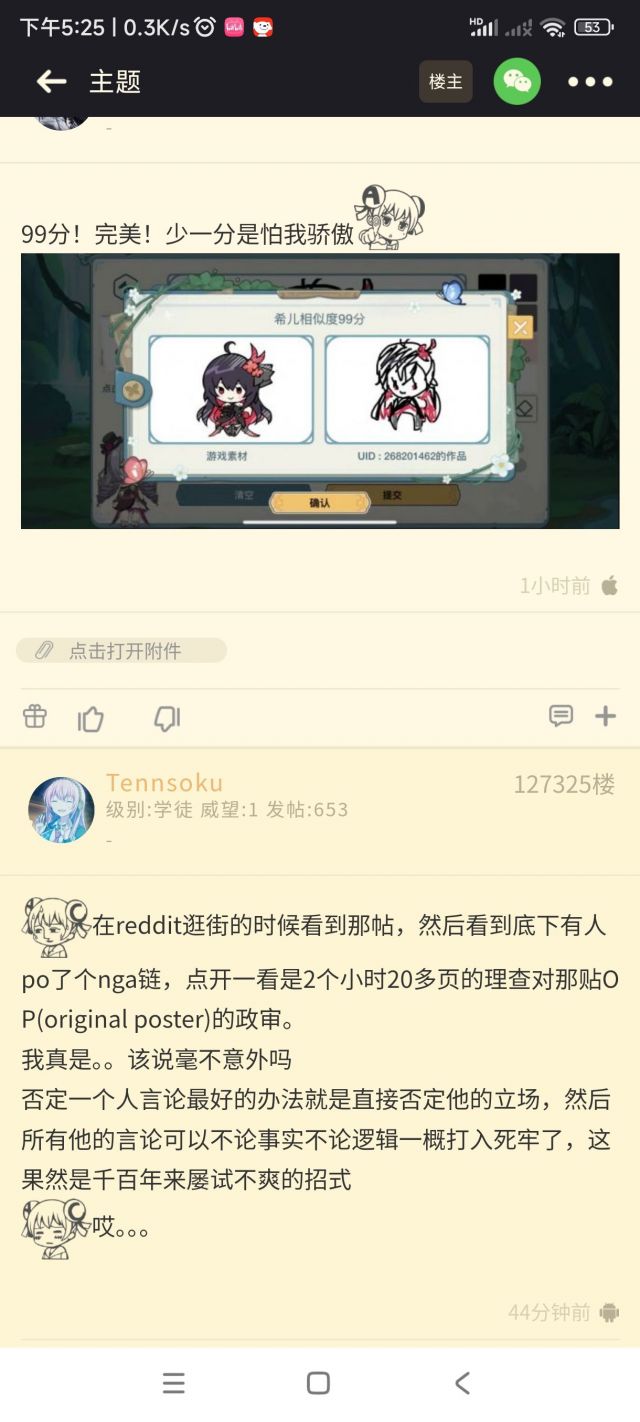 下午5:25 | 0.3K/s
HD
53
主题
楼主
-
99分！完美！少一分是怕我骄傲
希儿相似度99分
游戏素材
UID : 268201462的作品
清空
确认
提交
1小时前
点击打开附件
Tennsoku
127325楼
级别:学徒 威望:1 发帖:653
-
在reddit逛街的时候看到那帖，然后看到底下有人
po了个nga链，点开一看是2个小时20多页的理查对那贴O
P(original poster)的政审。
我真是。。该说毫不意外吗
否定一个人言论最好的办法就是直接否定他的立场，然后
所有他的言论可以不论事实不论逻辑一概打入死牢了，这
果然是千百年来屡试不爽的招式
哎。。。
44分钟前